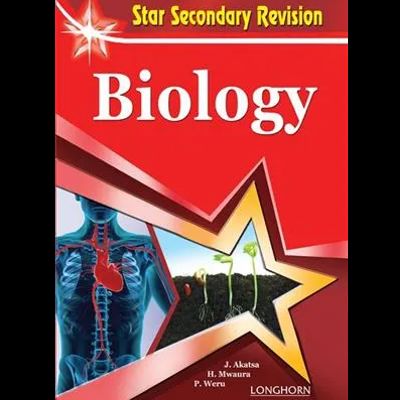 Star Secondary Revision
Biology
J. Akatsa
H. Mwaura
P. Weru
LONGHORN